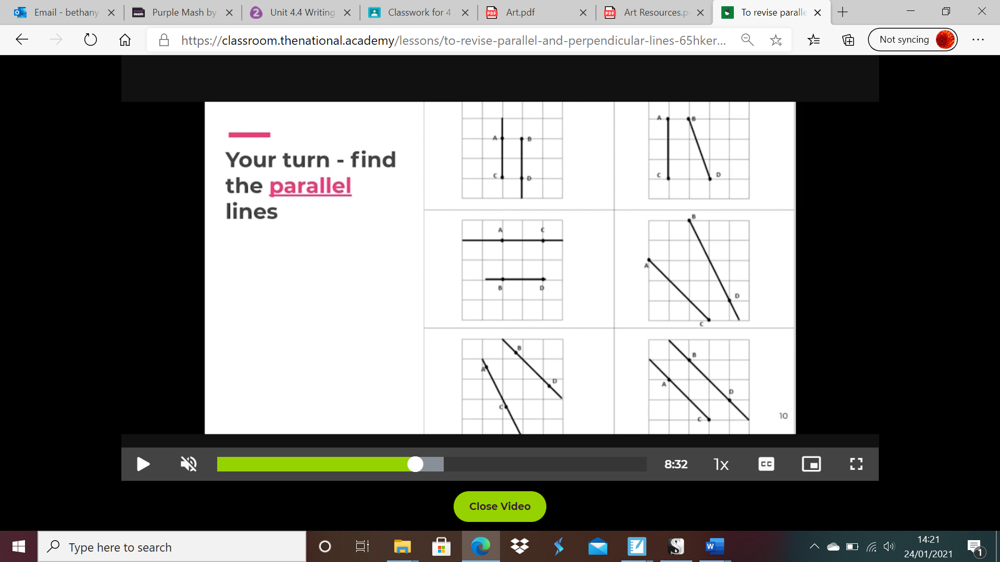 Email - bethany
Purple Mash by
Unit 4.4 Writing
Classwork for 4
Art.pdf
Art Resources.p
To revise paralle
https://classroom.thenational.academy/lessons/to-revise-parallel-and-perpendicular-lines-65hker...
Not syncing
Your turn - find
the parallel
lines
A B
C D
A B
C D
A C
B D
B
A
D
C
B
A
D
C
B
A
D
C
10
8:32
1x
CC
Close Video
Type here to search
14:21
24/01/2021
1